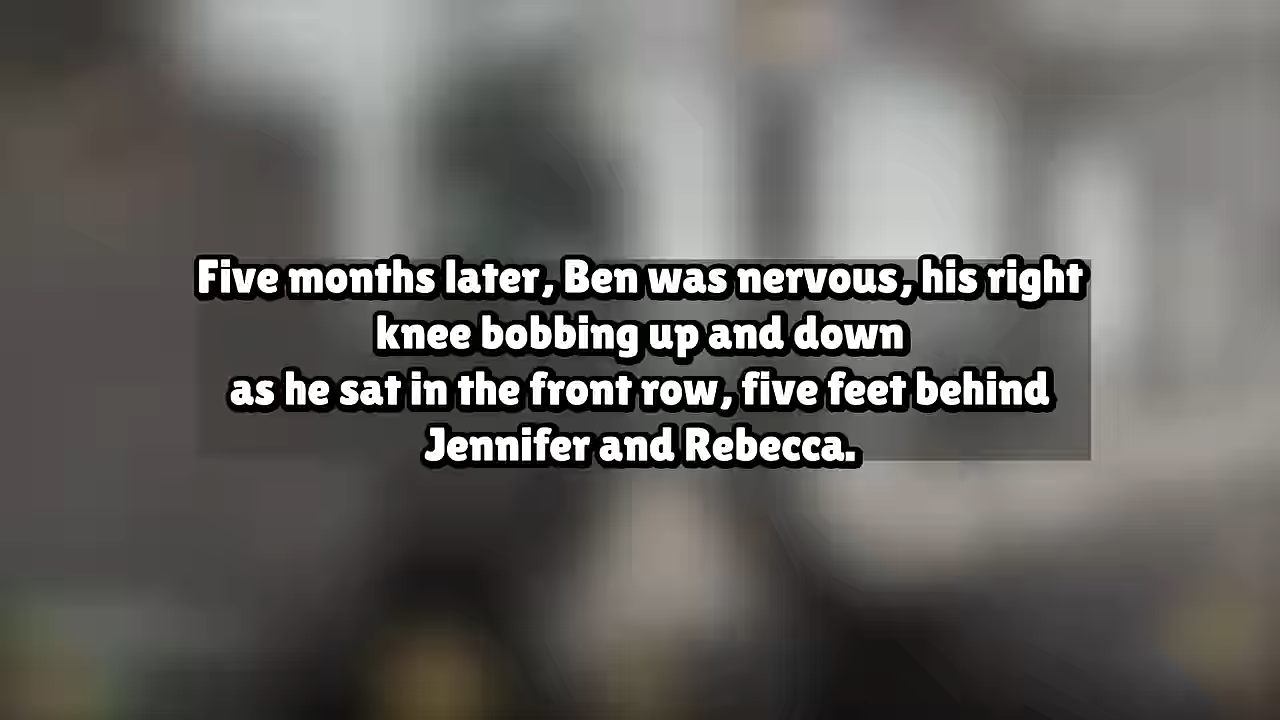 Five months later, Ben was nervous, his right
knee bobbing up and down
as he sat in the front row, five feet behind
Jennifer and Rebecca.